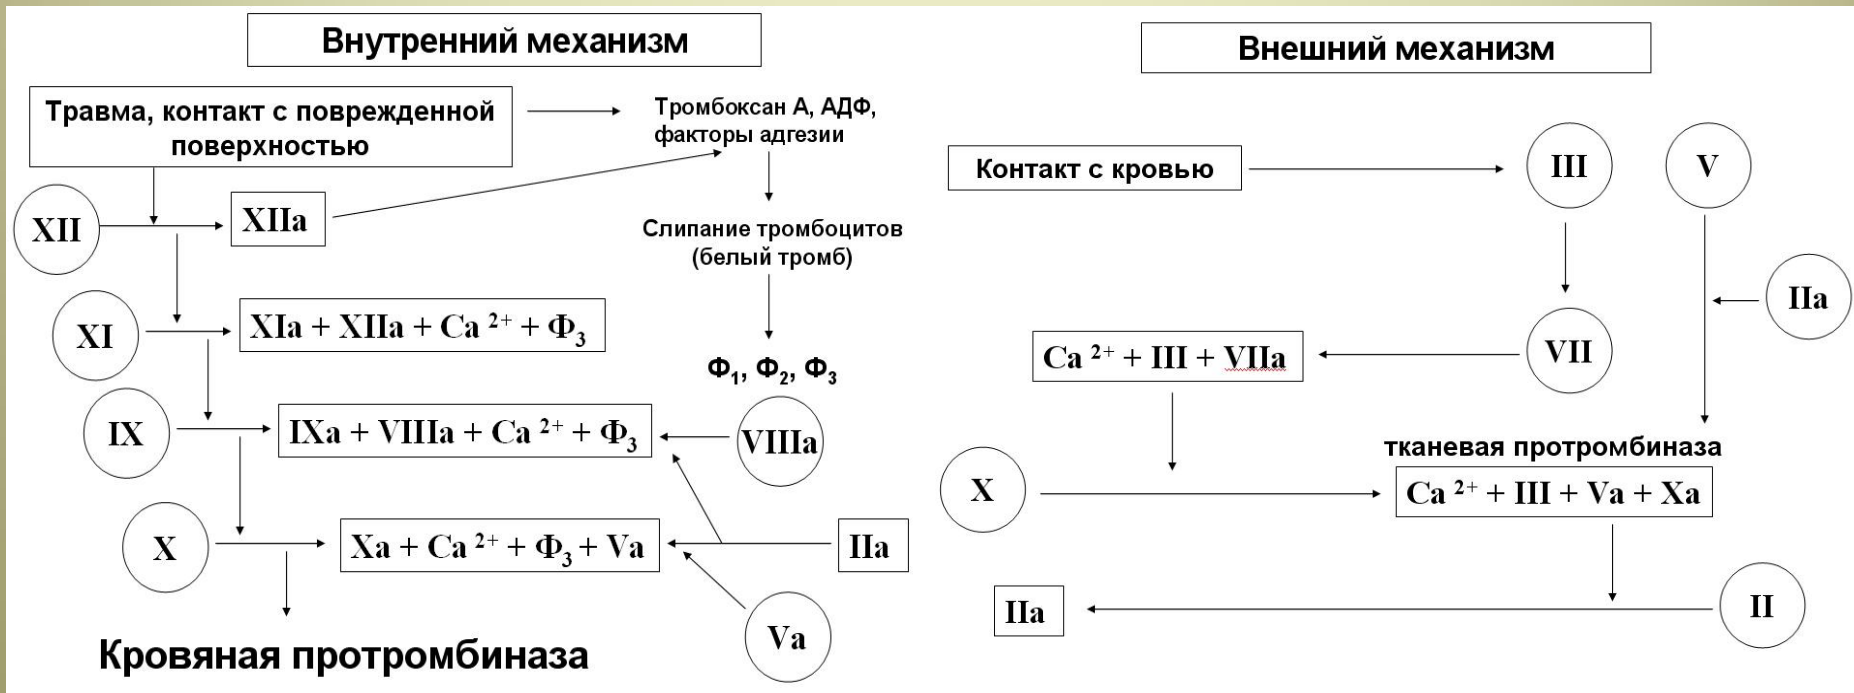 Внутренний механизм
Травма, контакт с поврежденной
поверхностью
Тромбоксан А, АДФ,
факторы адгезии
XII
XIIa
Слипание тромбоцитов
(белый тромб)
XI
XIa + XIIa + Ca 2+ + Ф3
Ф1, Ф2, Ф3
IX
IXa + VIIIa + Ca 2+ + Ф3
VIIIa
X
Xa + Ca 2+ + Ф3 + Va
IIa
Va
Кровяная протромбиназа
Внешний механизм
Контакт с кровью
III
V
IIa
VII
Ca 2+ + III + VIIa
тканевая протромбиназа
X
Ca 2+ + III + Va + Xa
IIa
II